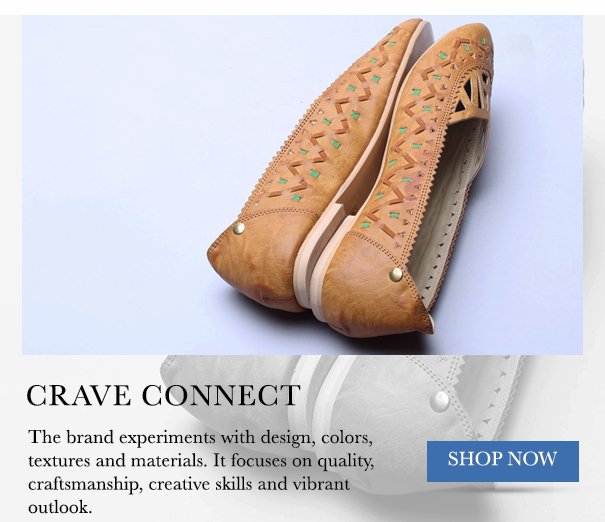 CRAVE CONNECT
The brand experiments with design, colors,
textures and materials. It focuses on quality,
craftsmanship, creative skills and vibrant
outlook.
SHOP NOW